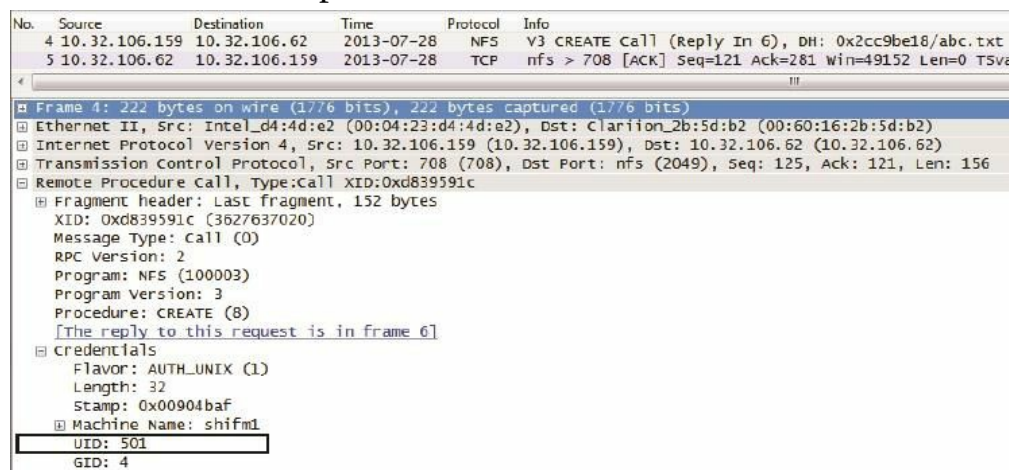 No. Source Destination Time Protocol Info
4 10.32.106.159 10.32.106.62 2013-07-28 NFS V3 CREATE Call (Reply In 6), DH: 0x2cc9be18/abc.txt
5 10.32.106.62 10.32.106.159 2013-07-28 TCP nfs > 708 [ACK] Seq=121 Ack=281 Win=49152 Len=0 TSva
Frame 4: 222 bytes on wire (1776 bits), 222 bytes captured (1776 bits)
Ethernet II, Src: Intel_d4:4d:e2 (00:04:23:d4:4d:e2), Dst: Clariion_2b:5d:b2 (00:60:16:2b:5d:b2)
Internet Protocol Version 4, Src: 10.32.106.159 (10.32.106.159), Dst: 10.32.106.62 (10.32.106.62)
Transmission Control Protocol, Src Port: 708 (708), Dst Port: nfs (2049), Seq: 125, Ack: 121, Len: 156
Remote Procedure Call, Type:Call XID:0xd839591c
Fragment header: Last fragment, 152 bytes
XID: 0xd839591c (3627637020)
Message Type: Call (0)
RPC Version: 2
Program: NFS (100003)
Program Version: 3
Procedure: CREATE (8)
[The reply to this request is in frame 6]
Credentials
Flavor: AUTH_UNIX (1)
Length: 32
Stamp: 0x00904baf
Machine Name: shifm1
UID: 501
GID: 4